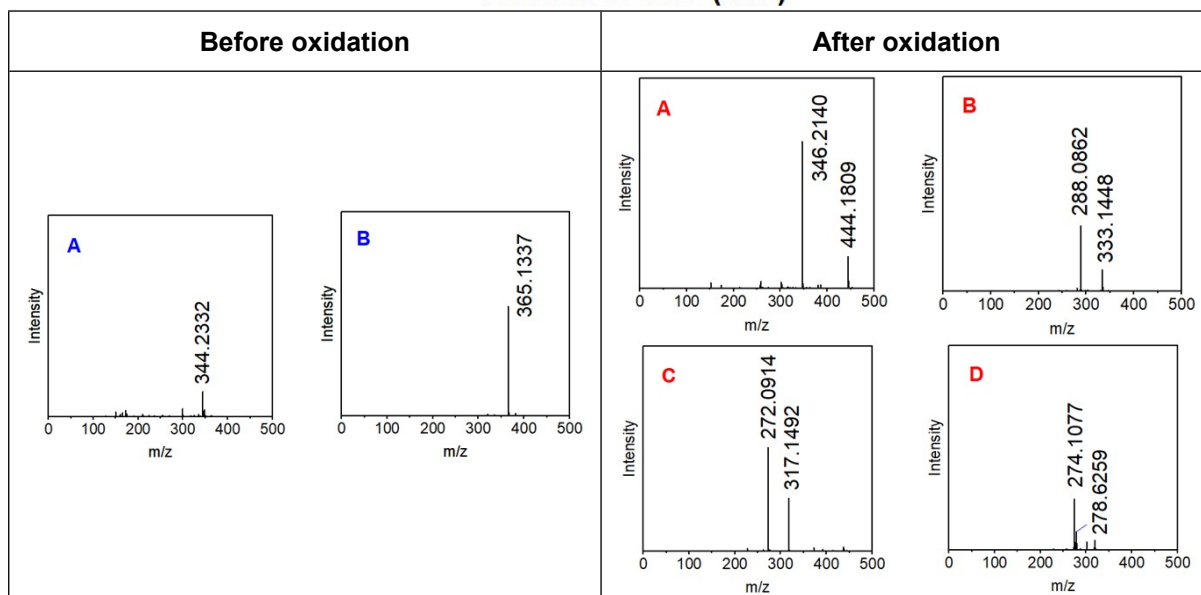 Before oxidation
After oxidation
A
344.2332
Intensity
0 100 200 300 400 500
m/z
B
365.1337
Intensity
0 100 200 300 400 500
m/z
A
346.2140
444.1809
Intensity
0 100 200 300 400 500
m/z
B
288.0862
333.1448
Intensity
0 100 200 300 400 500
m/z
C
272.0914
317.1492
Intensity
0 100 200 300 400 500
m/z
D
274.1077
278.6259
Intensity
0 100 200 300 400 500
m/z